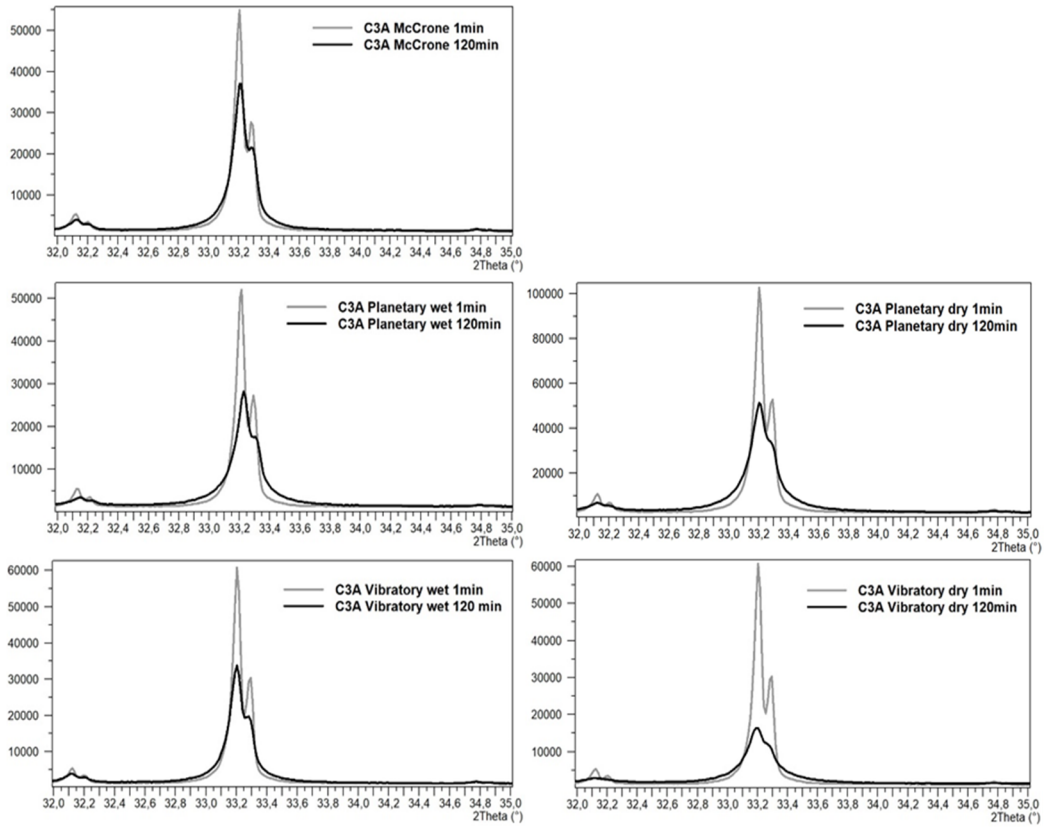 50000
40000
30000
20000
10000
C3A McCrone 1min
C3A McCrone 120min
32,0 32,2 32,4 32,6 32,8 33,0 33,2 33,4 33,6 33,8 34,0 34,2 34,4 34,6 34,8 35,0
2Theta (°)
50000
40000
30000
20000
10000
C3A Planetary wet 1min
C3A Planetary wet 120min
32,0 32,2 32,4 32,6 32,8 33,0 33,2 33,4 33,6 33,8 34,0 34,2 34,4 34,6 34,8 35,0
2Theta (°)
100000
80000
60000
40000
20000
C3A Planetary dry 1min
C3A Planetary dry 120min
32,0 32,2 32,4 32,6 32,8 33,0 33,2 33,4 33,6 33,8 34,0 34,2 34,4 34,6 34,8 35,0
2Theta (°)
60000
50000
40000
30000
20000
10000
C3A Vibratory wet 1min
C3A Vibratory wet 120 min
32,0 32,2 32,4 32,6 32,8 33,0 33,2 33,4 33,6 33,8 34,0 34,2 34,4 34,6 34,8 35,0
2Theta (°)
60000
50000
40000
30000
20000
10000
C3A Vibratory dry 1min
C3A Vibratory dry 120min
32,0 32,2 32,4 32,6 32,8 33,0 33,2 33,4 33,6 33,8 34,0 34,2 34,4 34,6 34,8 35,0
2Theta (°)